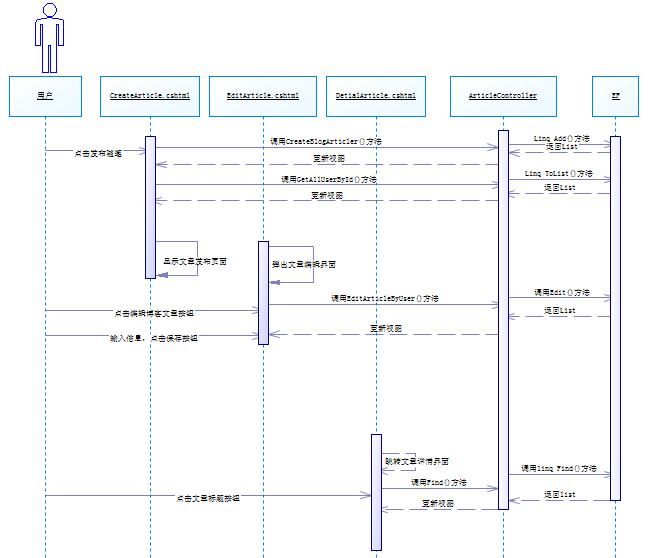 用户
CreateArticle.cshtml
EditArticle.cshtml
DetialArticle.cshtml
ArticleController
EF
点击发布随笔
调用CreateBlogArticler()方法
Linq Add()方法
返回List
更新视图
调用GetAllUserById()方法
Linq ToList()方法
返回List
更新视图
显示文章发布页面
弹出文章编辑界面
调用EditArticleByUser()方法
调用Edit()方法
点击编辑博客文章按钮
返回List
输入信息，点击保存按钮
更新视图
跳转文章详情界面
调用linq Find()方法
调用Find()方法
点击文章标题按钮
返回list
更新视图